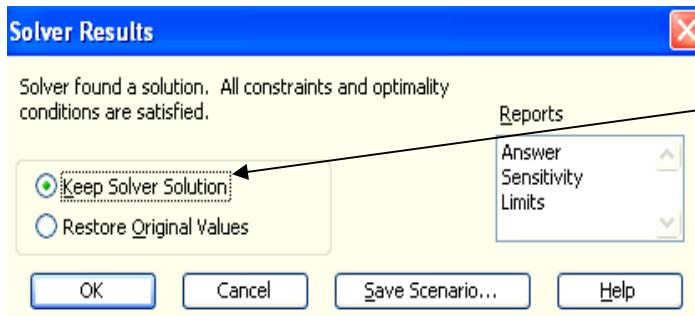 Solver Results
Solver found a solution. All constraints and optimality
conditions are satisfied.
Reports
Answer
Sensitivity
Limits
Keep Solver Solution
Restore Original Values
OK Cancel Save Scenario... Help